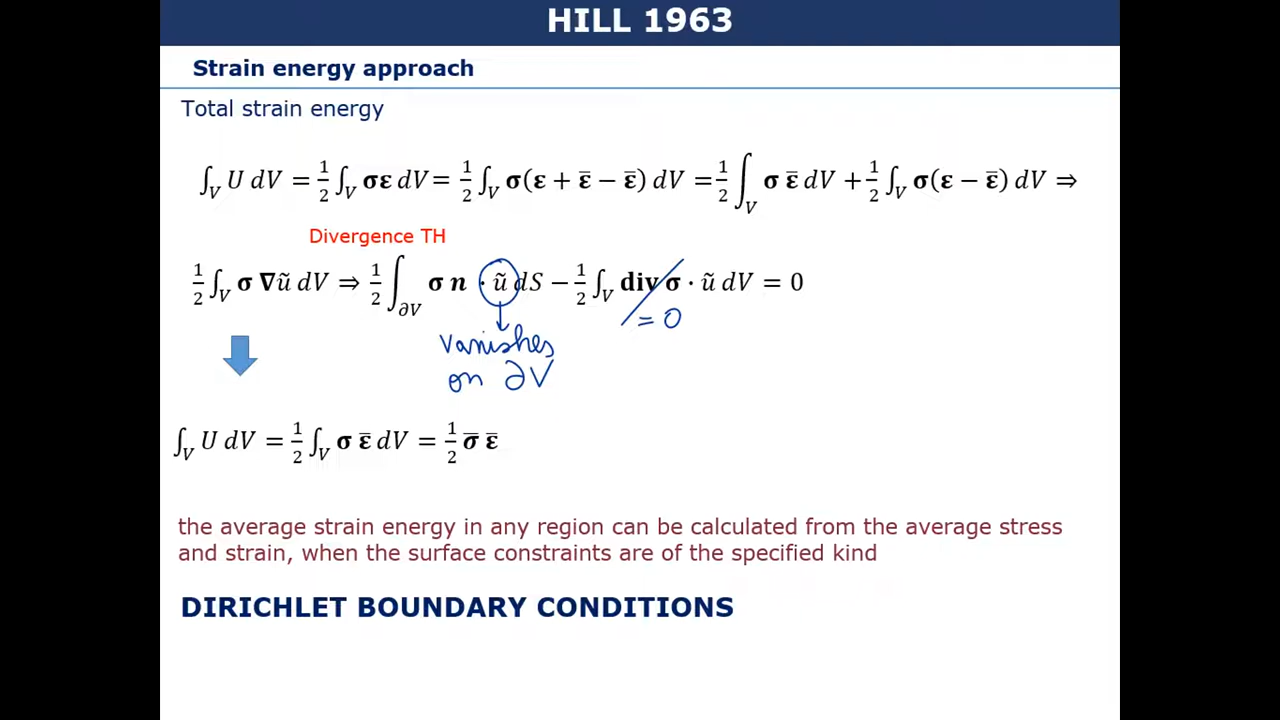 HILL 1963
Strain energy approach
Total strain energy
∫_V U dV = 1/2 ∫_V σε dV= 1/2 ∫_V σ(ε + ε̄ − ε̄) dV = 1/2 ∫_V σ ε̄ dV + 1/2 ∫_V σ(ε − ε̄) dV ⇒
Divergence TH
1/2 ∫_V σ ∇ũ dV ⇒ 1/2 ∫_∂V σ n · ũ dS − 1/2 ∫_V div σ · ũ dV = 0
= 0
vanishes
on ∂V
∫_V U dV = 1/2 ∫_V σ ε̄ dV = 1/2 σ̄ ε̄
the average strain energy in any region can be calculated from the average stress
and strain, when the surface constraints are of the specified kind
DIRICHLET BOUNDARY CONDITIONS